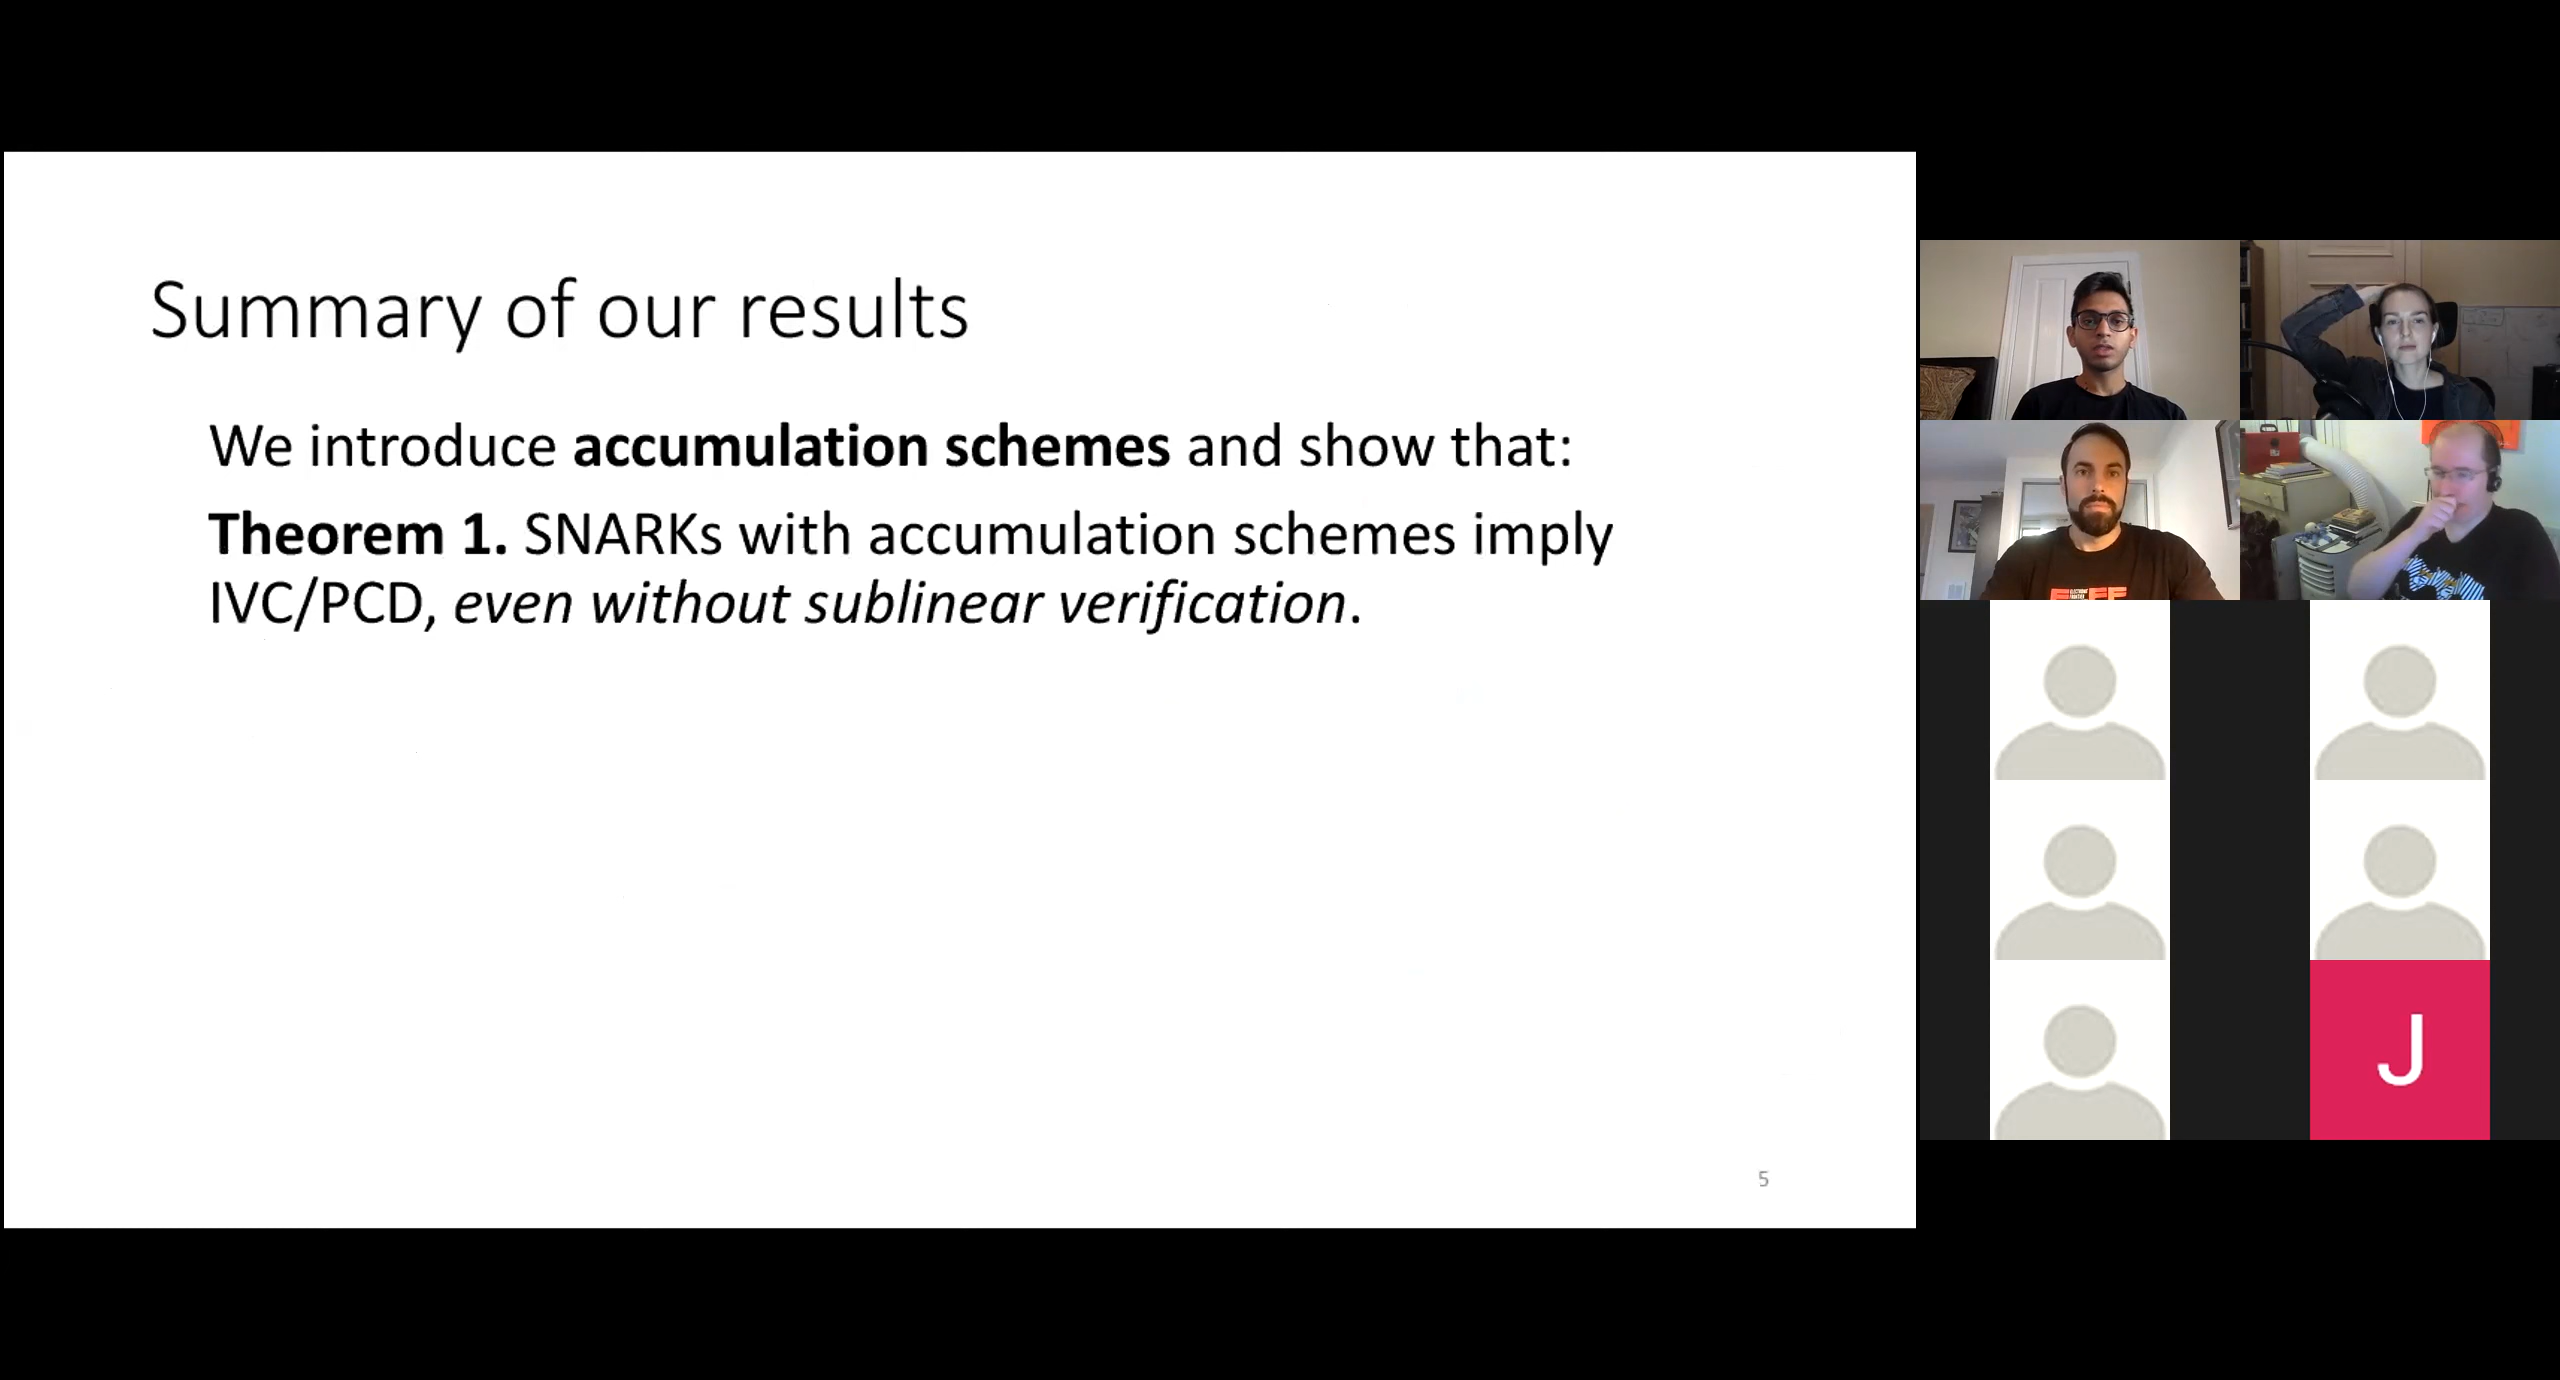 Summary of our results
We introduce accumulation schemes and show that:
Theorem 1. SNARKs with accumulation schemes imply
IVC/PCD, even without sublinear verification.
5
J